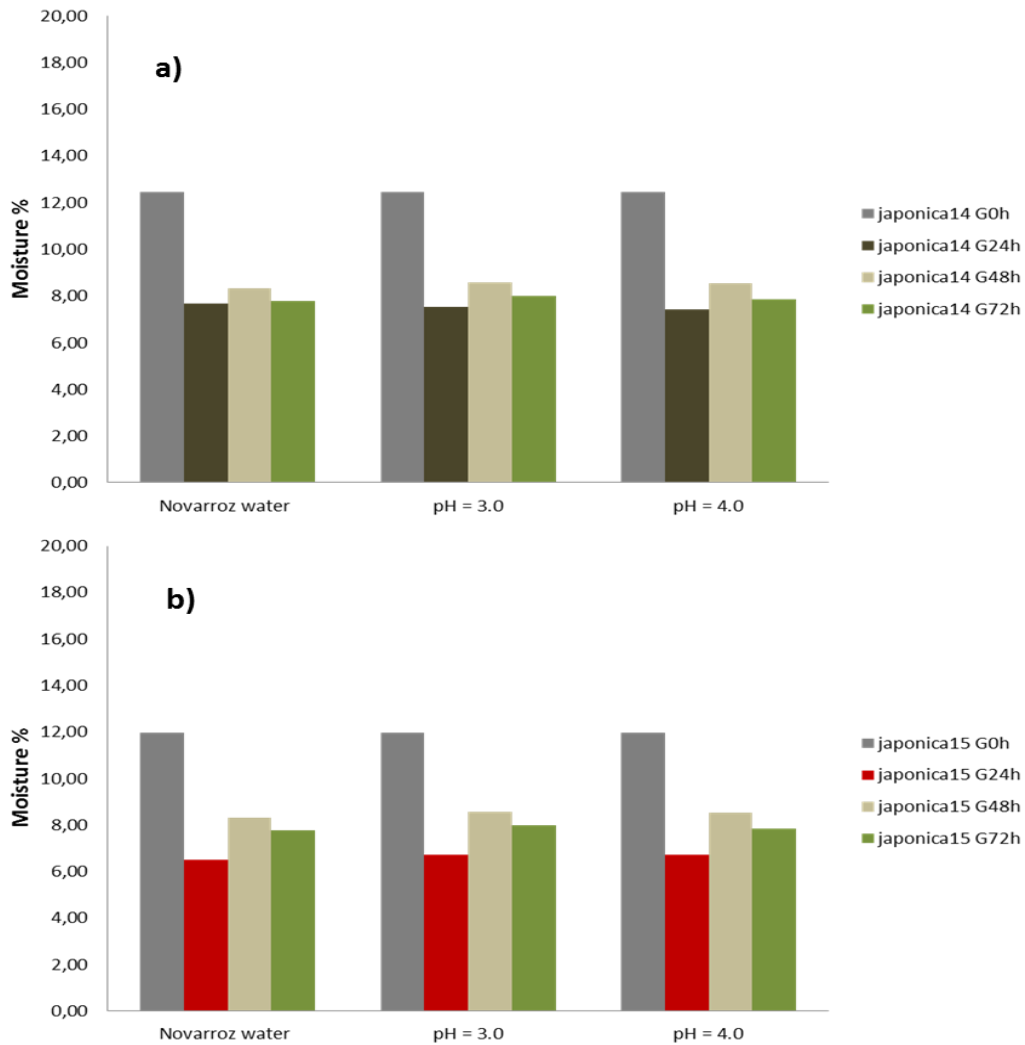 20,00
18,00
16,00
14,00
12,00
10,00
8,00
6,00
4,00
2,00
0,00
Moisture %
a)
Novarroz water
pH = 3.0
pH = 4.0
japonica14 G0h
japonica14 G24h
japonica14 G48h
japonica14 G72h
20,00
18,00
16,00
14,00
12,00
10,00
8,00
6,00
4,00
2,00
0,00
Moisture %
b)
Novarroz water
pH = 3.0
pH = 4.0
japonica15 G0h
japonica15 G24h
japonica15 G48h
japonica15 G72h